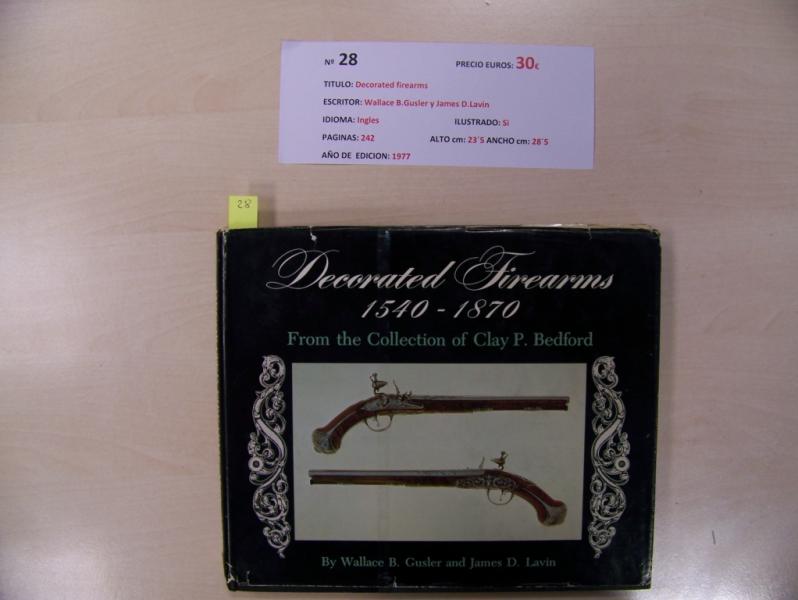 Nº 28 PRECIO EUROS: 30€
TITULO: Decorated firearms
ESCRITOR: Wallace B.Gusler y James D.Lavin
IDIOMA: Ingles ILUSTRADO: Si
PAGINAS: 242 ALTO cm: 23´5 ANCHO cm: 28´5
AÑO DE EDICION: 1977
28
Decorated Firearms
1540 - 1870
From the Collection of Clay P. Bedford
By Wallace B. Gusler and James D. Lavin